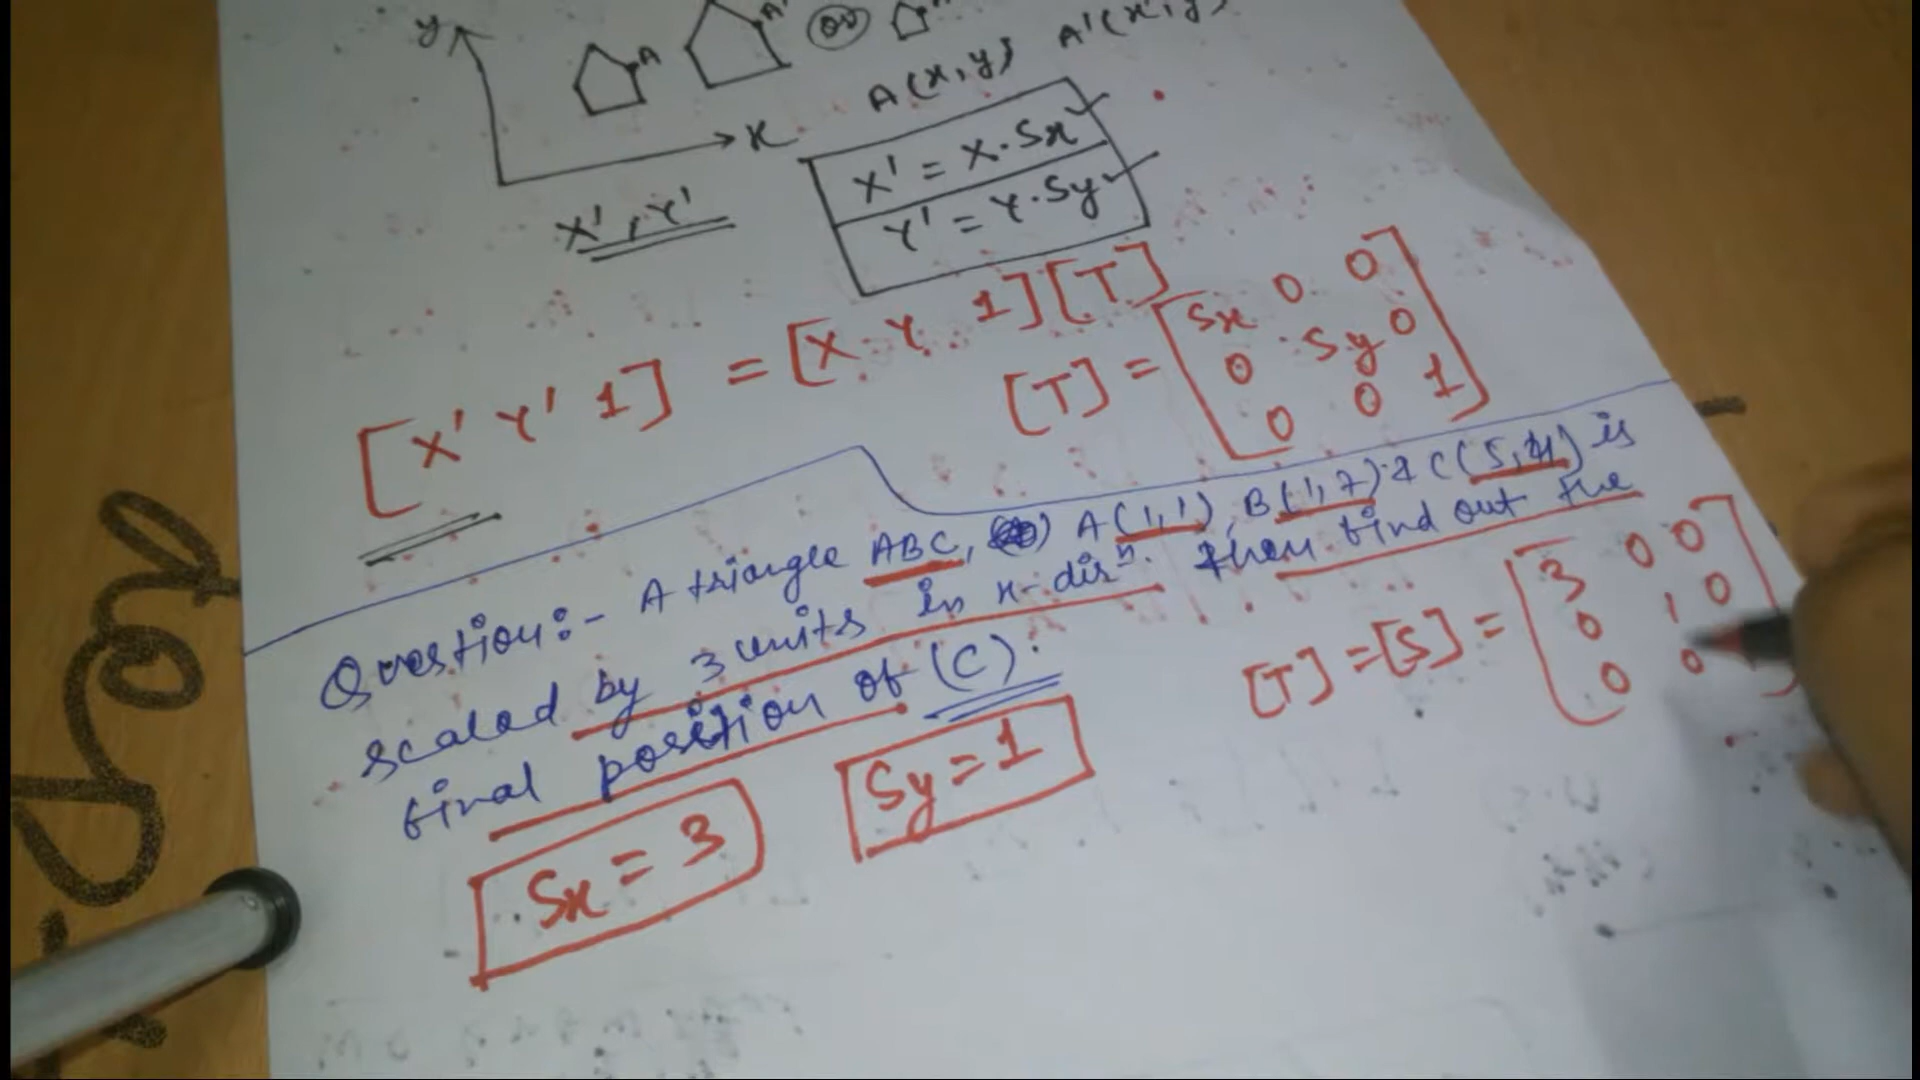 y
A A' OR
A(x,y) A'(x',y')
x
X' = X.Sx
X', Y'
Y' = Y.Sy
[X' Y' 1] = [X Y 1][T]
[T] = [Sx 0 0
0 Sy 0
0 0 1]
Question:- A triangle ABC, A(1,1), B(1,7) & C(5,4) is
scaled by 3 units in x-dirⁿ. then find out the
final position of (C).
[T] = [S] = [3 0 0
0 1 0
0 0
Sx = 3 Sy = 1